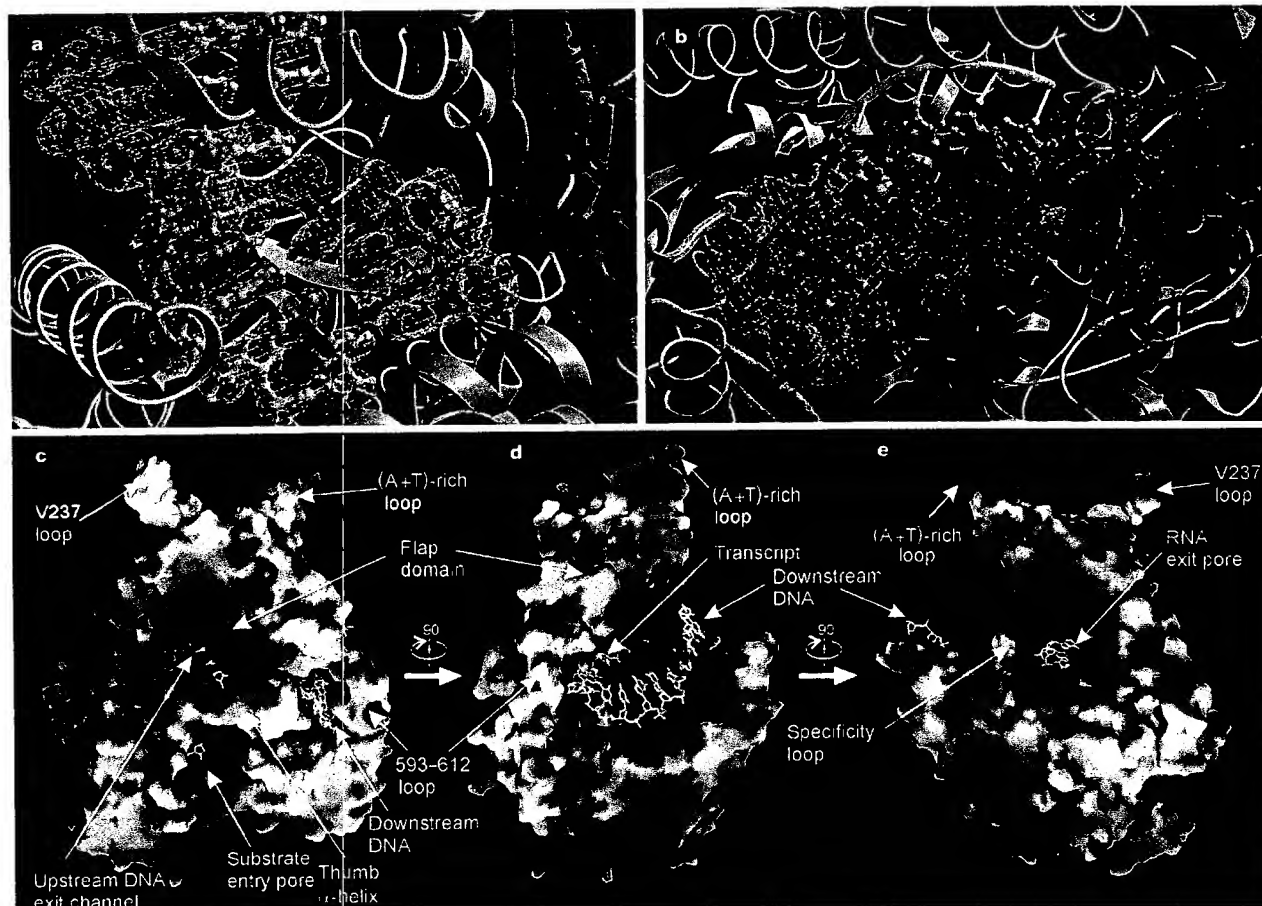 a
b
c
d
e
V237
loop
(A+T)-rich
loop
Flap
domain
90
593–612
loop
Downstream
DNA
Substrate
entry pore
Thumb
α-helix
Upstream DNA
exit channel
(A+T)-rich
loop
Transcript
Downstream
DNA
90
(A+T)-rich
loop
V237
loop
RNA
exit pore
Specificity
loop